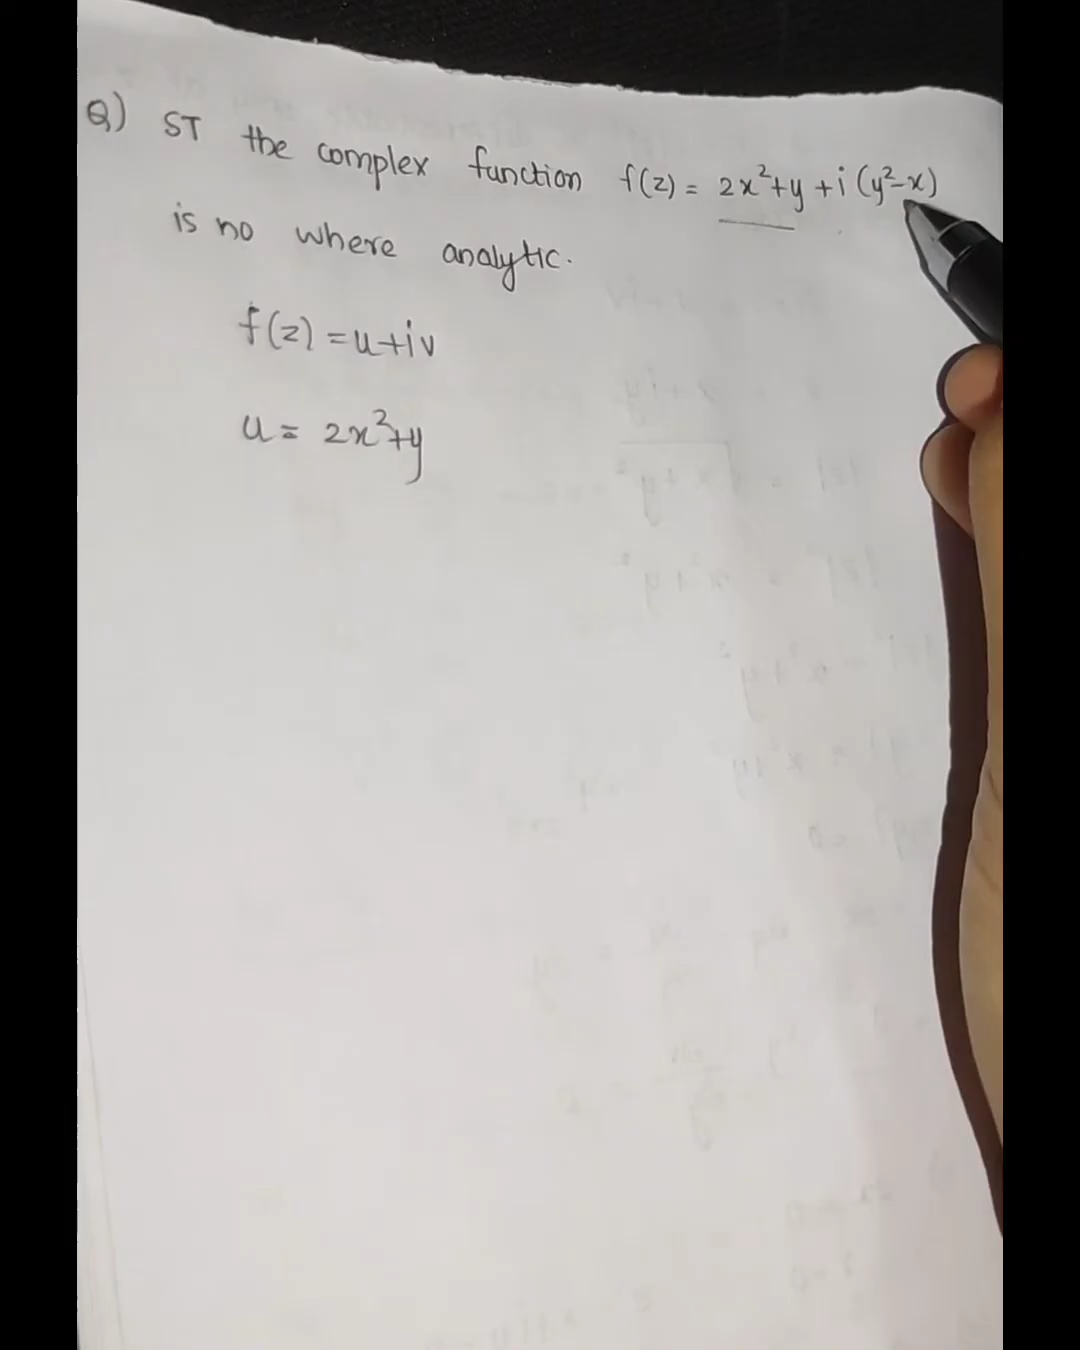 Q) ST the complex function f(z) = 2x²+y +i (y²-x)
is no where analytic.
f(z) = u+iv
u = 2x²+y